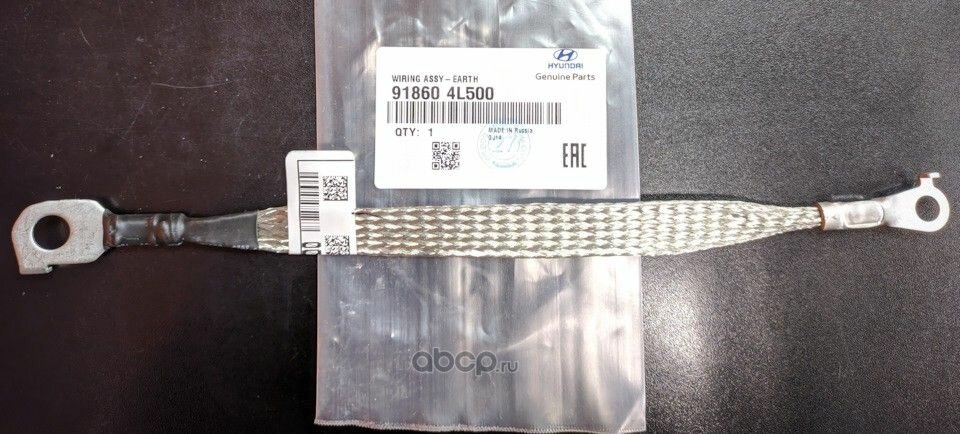 HYUNDAI
WIRING ASSY-EARTH
Genuine Parts
91860 4L500
QTY: 1
MADE IN Russia
EAC
abcp.ru